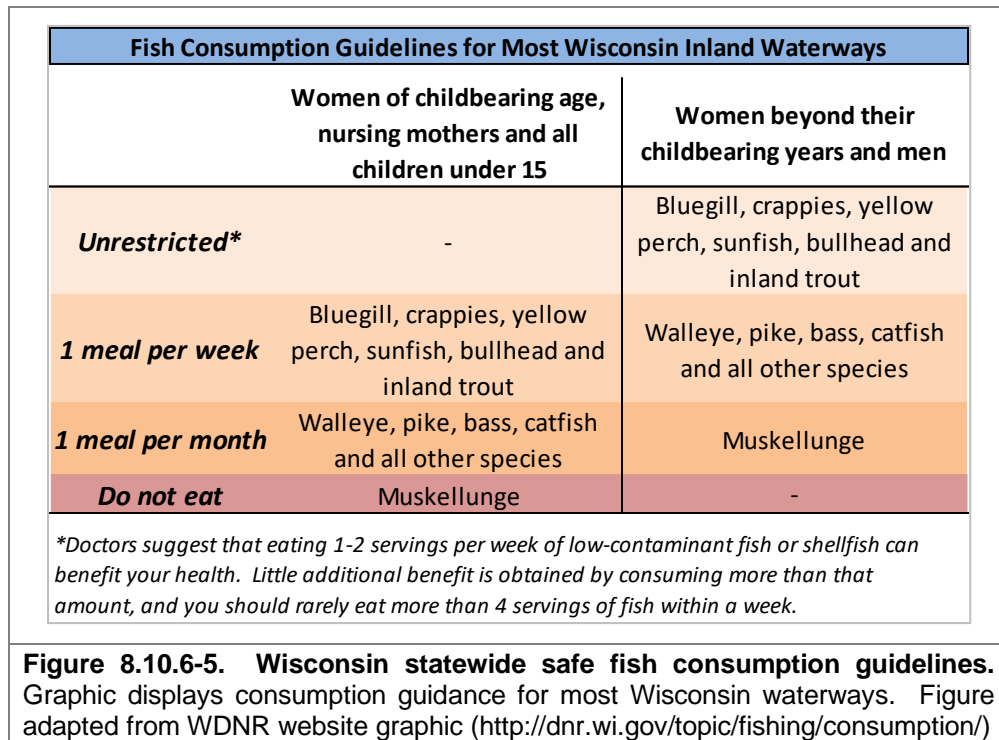 Fish Consumption Guidelines for Most Wisconsin Inland Waterways
Women of childbearing age,
nursing mothers and all
children under 15
Women beyond their
childbearing years and men
Unrestricted*
-
Bluegill, crappies, yellow
perch, sunfish, bullhead and
inland trout
1 meal per week
Bluegill, crappies, yellow
perch, sunfish, bullhead and
inland trout
Walleye, pike, bass, catfish
and all other species
1 meal per month
Walleye, pike, bass, catfish
and all other species
Muskellunge
Do not eat
Muskellunge
-
*Doctors suggest that eating 1-2 servings per week of low-contaminant fish or shellfish can
benefit your health. Little additional benefit is obtained by consuming more than that
amount, and you should rarely eat more than 4 servings of fish within a week.
Figure 8.10.6-5. Wisconsin statewide safe fish consumption guidelines.
Graphic displays consumption guidance for most Wisconsin waterways. Figure
adapted from WDNR website graphic (http://dnr.wi.gov/topic/fishing/consumption/)